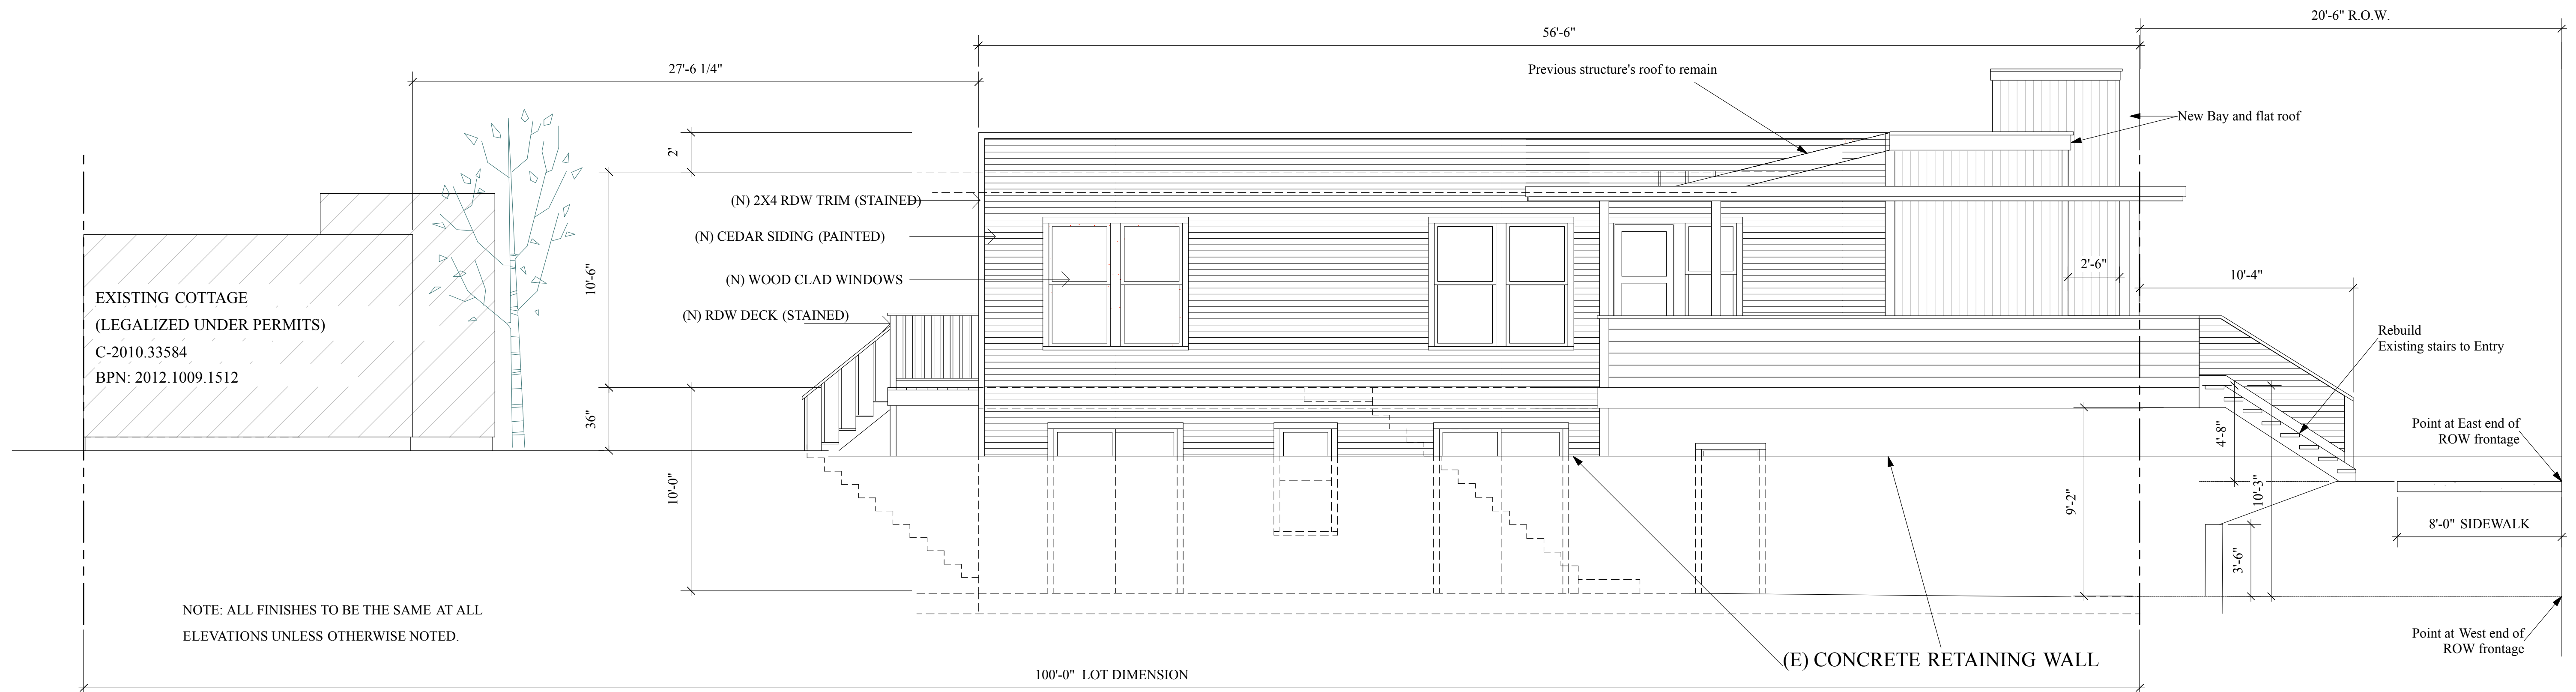 20'-6" R.O.W.
56'-6"
27'-6 1/4"
Previous structure's roof to remain
New Bay and flat roof
2'
(N) 2X4 RDW TRIM (STAINED)
(N) CEDAR SIDING (PAINTED)
(N) WOOD CLAD WINDOWS
(N) RDW DECK (STAINED)
10'-6"
36"
10'-0"
2'-6"
10'-4"
EXISTING COTTAGE
(LEGALIZED UNDER PERMITS)
C-2010.33584
BPN: 2012.1009.1512
Rebuild
Existing stairs to Entry
Point at East end of
ROW frontage
4'-8"
10'-3"
9'-2"
3'-6"
8'-0" SIDEWALK
NOTE: ALL FINISHES TO BE THE SAME AT ALL
ELEVATIONS UNLESS OTHERWISE NOTED.
(E) CONCRETE RETAINING WALL
Point at West end of
ROW frontage
100'-0" LOT DIMENSION